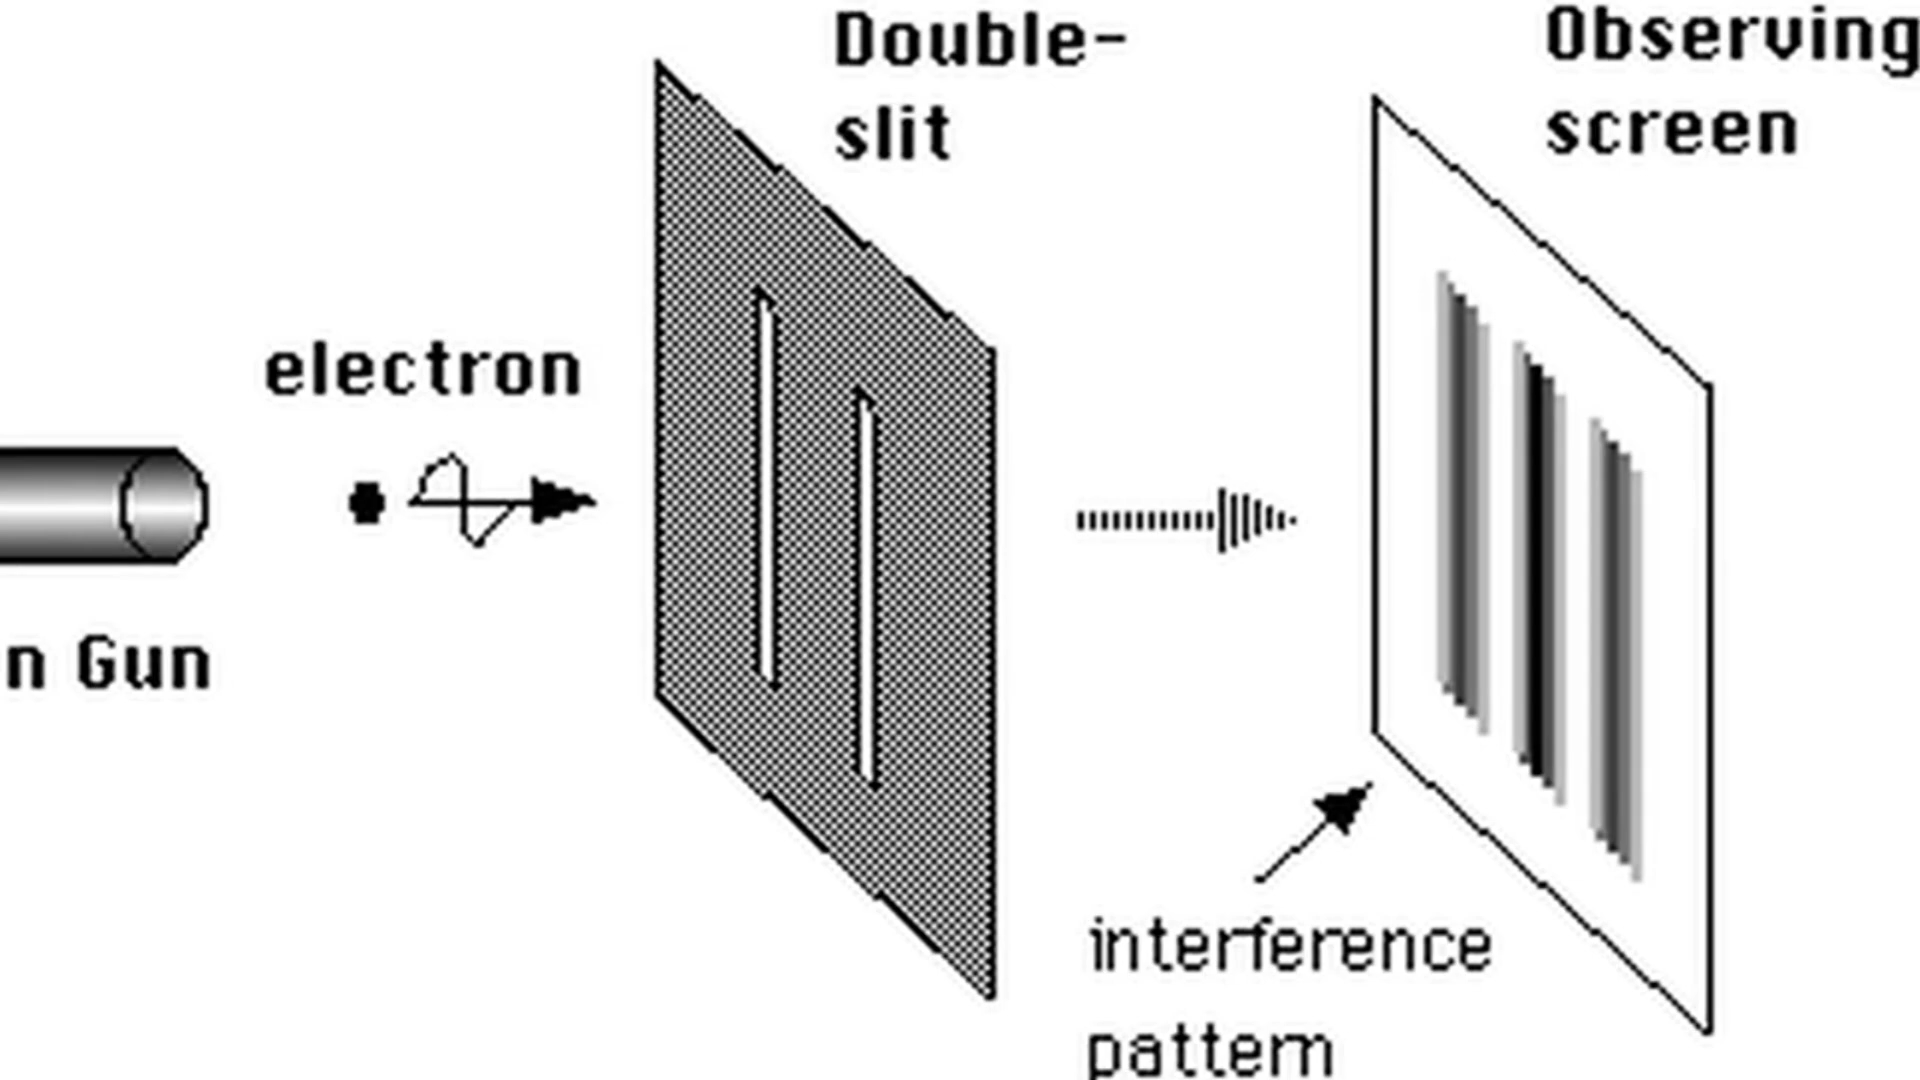 Double-
slit
Observing
screen
electron
n Gun
interference
pattern